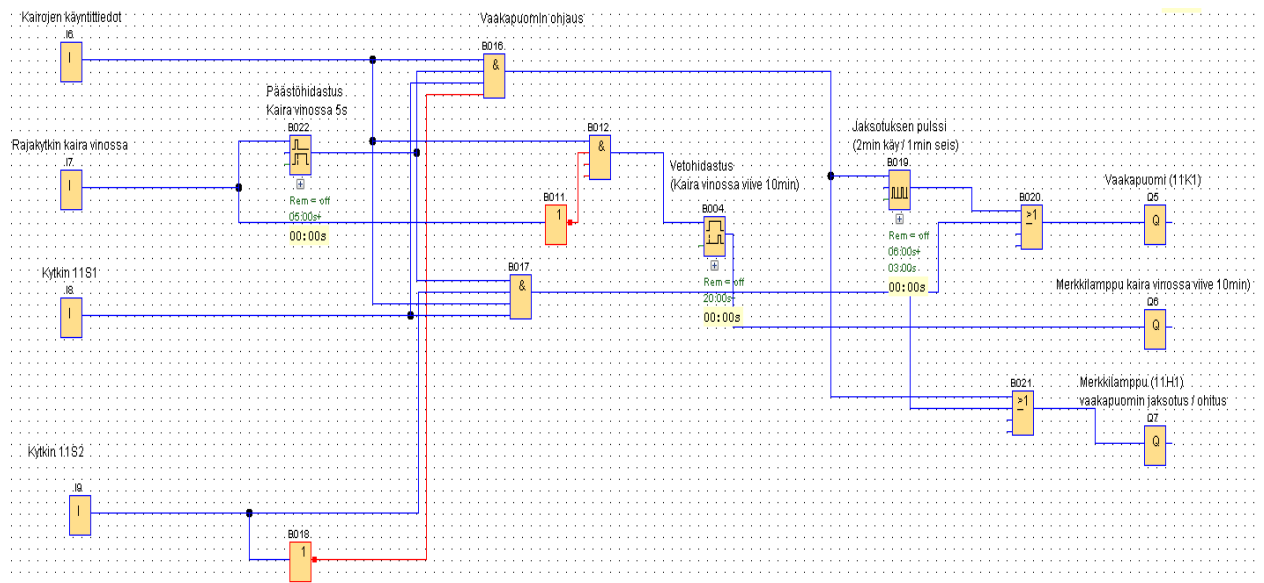 Kairojen käyntitiedot
Vaakapuomin ohjaus
I6
I
B016
&
Päästöhidastus
Kaira vinossa 5s
B022
Rem = off
05:00s+
00:00s
B012
&
Jaksotuksen pulssi
(2min käy / 1min seis)
B019
Rem = off
06:00s+
03:00s
00:00s
Rajakytkin kaira vinossa
I7
I
Vetohidastus
(Kaira vinossa viive 10min)
B004
Rem = off
20:00s+
00:00s
B011
1
B020
≥1
Vaakapuomi (11K1)
Q5
Q
Kytkin 11S1
I8
I
B017
&
Merkkilamppu kaira vinossa viive 10min)
Q6
Q
B021
≥1
Merkkilamppu (11H1)
vaakapuomin jaksotus / ohitus
Q7
Q
Kytkin 11S2
I9
I
B018
1